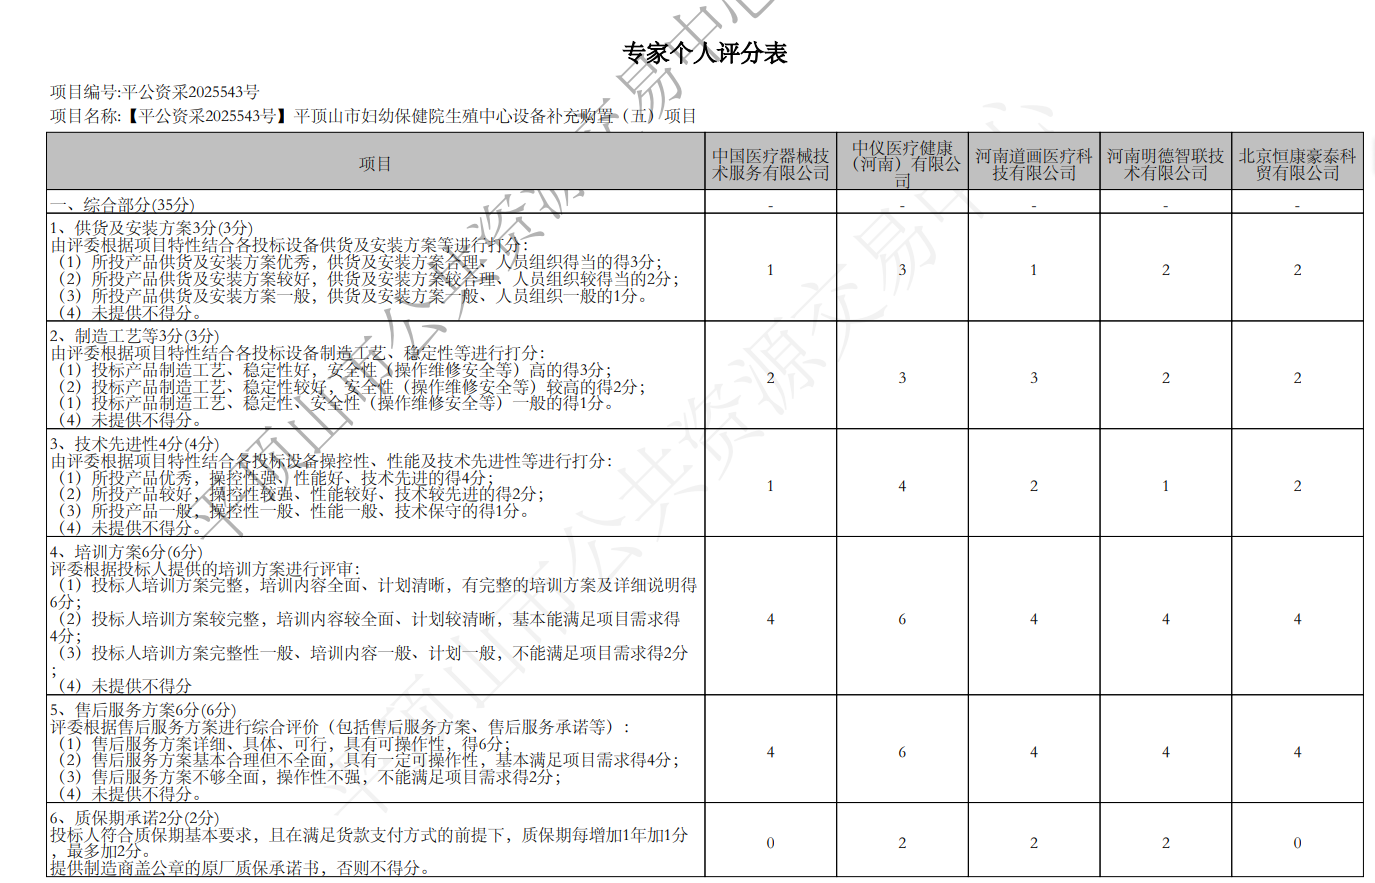 专家个人评分表
项目编号:平公资采2025543号
项目名称:【平公资采2025543号】平顶山市妇幼保健院生殖中心设备补充购置（五）项目
项目
中国医疗器械技
术服务有限公司
中仪医疗健康
（河南）有限公
司
河南道画医疗科
技有限公司
河南明德智联技
术有限公司
北京恒康豪泰科
贸有限公司
一、综合部分(35分)
-
-
-
-
-
1、供货及安装方案3分(3分)
由评委根据项目特性结合各投标设备供货及安装方案等进行打分：
（1）所投产品供货及安装方案优秀，供货及安装方案合理、人员组织得当的得3分；
（2）所投产品供货及安装方案较好，供货及安装方案较合理、人员组织较得当的2分；
（3）所投产品供货及安装方案一般，供货及安装方案一般、人员组织一般的1分。
（4）未提供不得分。
1
3
1
2
2
2、制造工艺等3分(3分)
由评委根据项目特性结合各投标设备制造工艺、稳定性等进行打分：
（1）投标产品制造工艺、稳定性好，安全性（操作维修安全等）高的得3分；
（2）投标产品制造工艺、稳定性较好，安全性（操作维修安全等）较高的得2分；
（1）投标产品制造工艺、稳定性、安全性（操作维修安全等）一般的得1分。
（4）未提供不得分。
2
3
3
2
2
3、技术先进性4分(4分)
由评委根据项目特性结合各投标设备操控性、性能及技术先进性等进行打分：
（1）所投产品优秀，操控性强、性能好、技术先进的得4分；
（2）所投产品较好，操控性较强、性能较好、技术较先进的得2分；
（3）所投产品一般，操控性一般、性能一般、技术保守的得1分。
（4）未提供不得分。
1
4
2
1
2
4、培训方案6分(6分)
评委根据投标人提供的培训方案进行评审：
（1）投标人培训方案完整，培训内容全面、计划清晰，有完整的培训方案及详细说明得
6分；
（2）投标人培训方案较完整，培训内容较全面、计划较清晰，基本能满足项目需求得
4分；
（3）投标人培训方案完整性一般、培训内容一般、计划一般，不能满足项目需求得2分
；
（4）未提供不得分
4
6
4
4
4
5、售后服务方案6分(6分)
评委根据售后服务方案进行综合评价（包括售后服务方案、售后服务承诺等）：
（1）售后服务方案详细、具体、可行，具有可操作性，得6分；
（2）售后服务方案基本合理但不全面，具有一定可操作性，基本满足项目需求得4分；
（3）售后服务方案不够全面，操作性不强，不能满足项目需求得2分；
（4）未提供不得分。
4
6
4
4
4
6、质保期承诺2分(2分)
投标人符合质保期基本要求，且在满足货款支付方式的前提下，质保期每增加1年加1分
，最多加2分。
提供制造商盖公章的原厂质保承诺书，否则不得分。
0
2
2
2
0
平顶山市公共资源交易中心
平顶山市公共资源交易中心